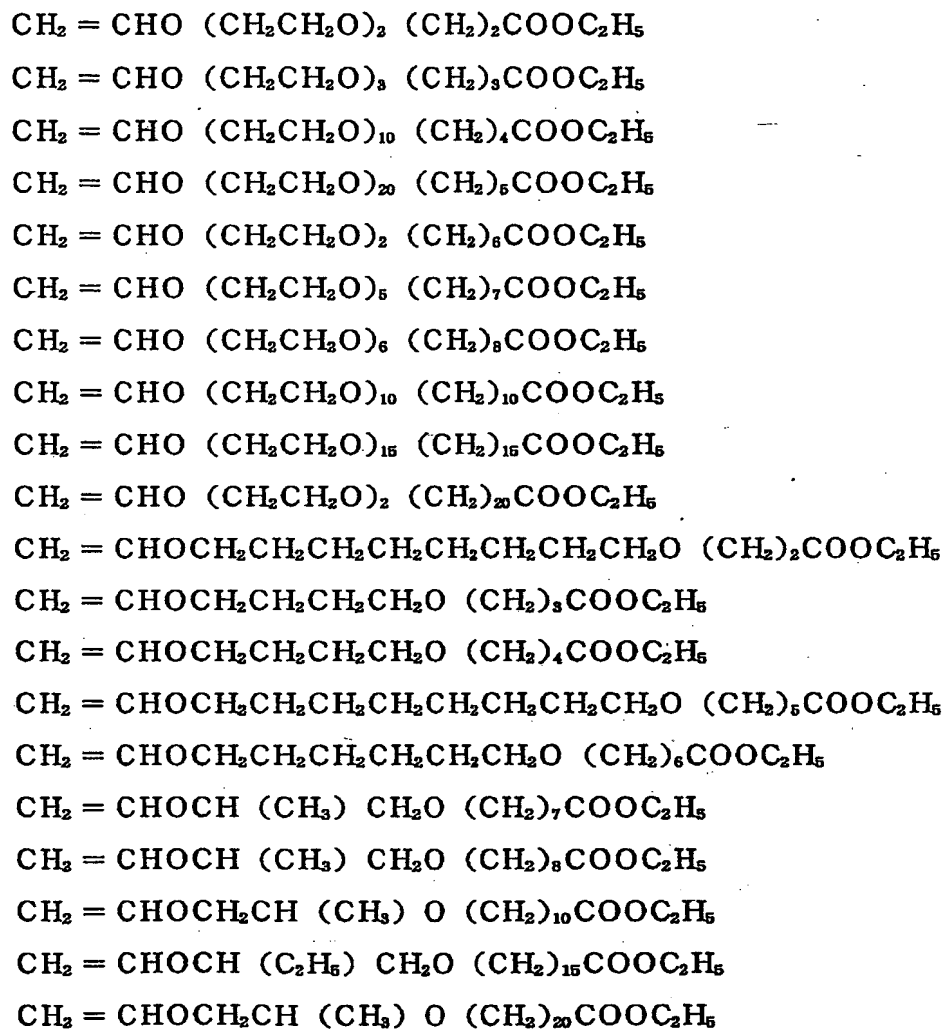 CH₂ = CHO (CH₂CH₂O)₂ (CH₂)₂COOC₂H₅
CH₂ = CHO (CH₂CH₂O)₃ (CH₂)₃COOC₂H₅
CH₂ = CHO (CH₂CH₂O)₁₀ (CH₂)₄COOC₂H₅
CH₂ = CHO (CH₂CH₂O)₂₀ (CH₂)₅COOC₂H₅
CH₂ = CHO (CH₂CH₂O)₂ (CH₂)₆COOC₂H₅
CH₂ = CHO (CH₂CH₂O)₅ (CH₂)₇COOC₂H₅
CH₂ = CHO (CH₂CH₂O)₆ (CH₂)₈COOC₂H₅
CH₂ = CHO (CH₂CH₂O)₁₀ (CH₂)₁₀COOC₂H₅
CH₂ = CHO (CH₂CH₂O)₁₅ (CH₂)₁₅COOC₂H₅
CH₂ = CHO (CH₂CH₂O)₂ (CH₂)₂₀COOC₂H₅
CH₂ = CHOCH₂CH₂CH₂CH₂CH₂CH₂CH₂CH₂O (CH₂)₂COOC₂H₅
CH₂ = CHOCH₂CH₂CH₂CH₂O (CH₂)₃COOC₂H₅
CH₂ = CHOCH₂CH₂CH₂CH₂O (CH₂)₄COOC₂H₅
CH₂ = CHOCH₂CH₂CH₂CH₂CH₂CH₂CH₂CH₂O (CH₂)₅COOC₂H₅
CH₂ = CHOCH₂CH₂CH₂CH₂CH₂CH₂O (CH₂)₆COOC₂H₅
CH₂ = CHOCH (CH₃) CH₂O (CH₂)₇COOC₂H₅
CH₂ = CHOCH (CH₃) CH₂O (CH₂)₈COOC₂H₅
CH₂ = CHOCH₂CH (CH₃) O (CH₂)₁₀COOC₂H₅
CH₂ = CHOCH (C₂H₅) CH₂O (CH₂)₁₅COOC₂H₅
CH₂ = CHOCH₂CH (CH₃) O (CH₂)₂₀COOC₂H₅